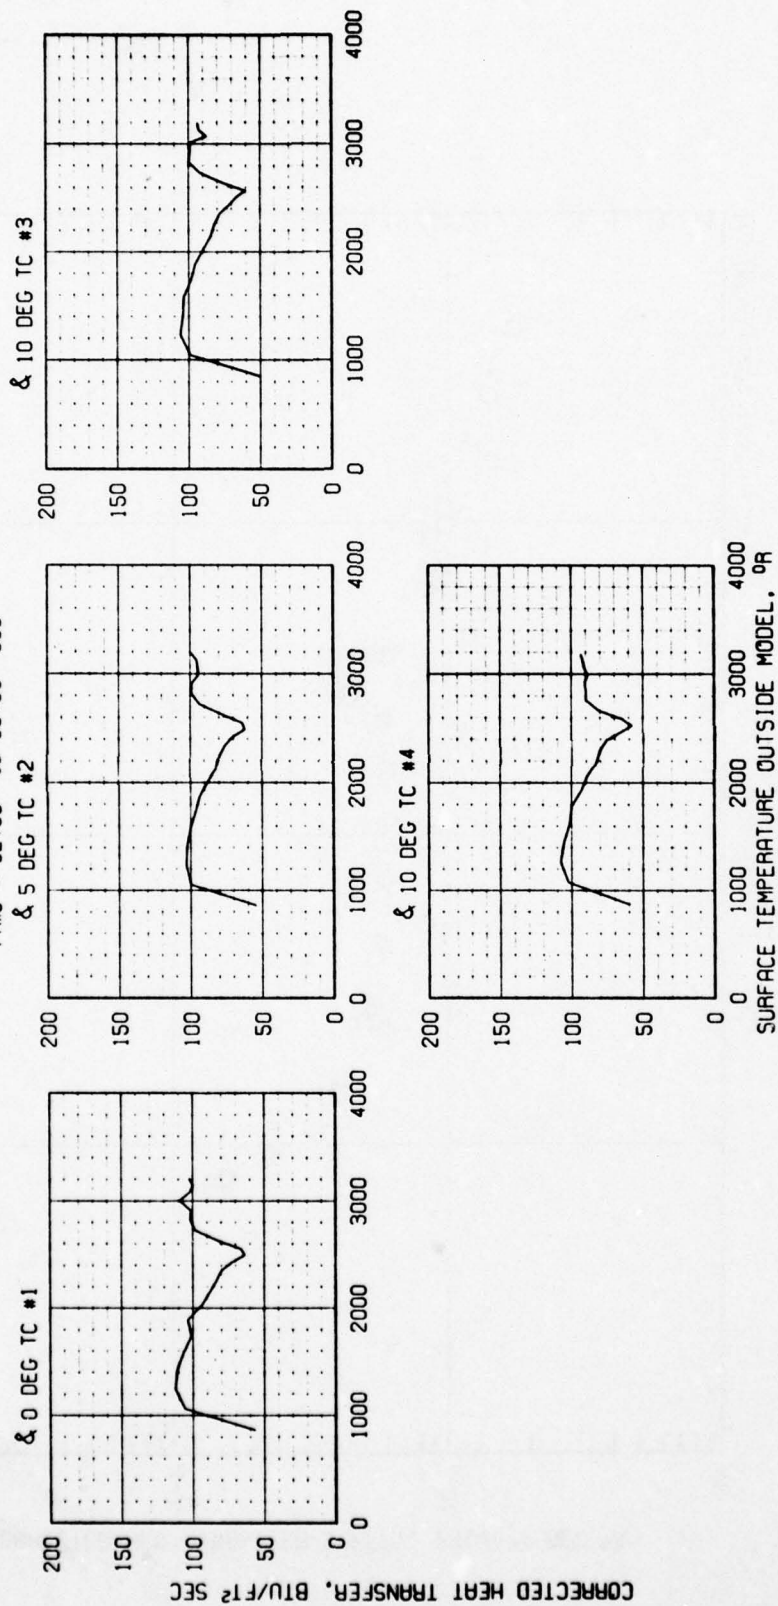 & 0 DEG TC #1
200
150
100
50
0
0 1000 2000 3000 4000
& 5 DEG TC #2
200
150
100
50
0
0 1000 2000 3000 4000
& 10 DEG TC #3
200
150
100
50
0
0 1000 2000 3000 4000
& 10 DEG TC #4
200
150
100
50
0
0 1000 2000 3000 4000
SURFACE TEMPERATURE OUTSIDE MODEL, °R
CORRECTED HEAT TRANSFER, BTU/FT² SEC